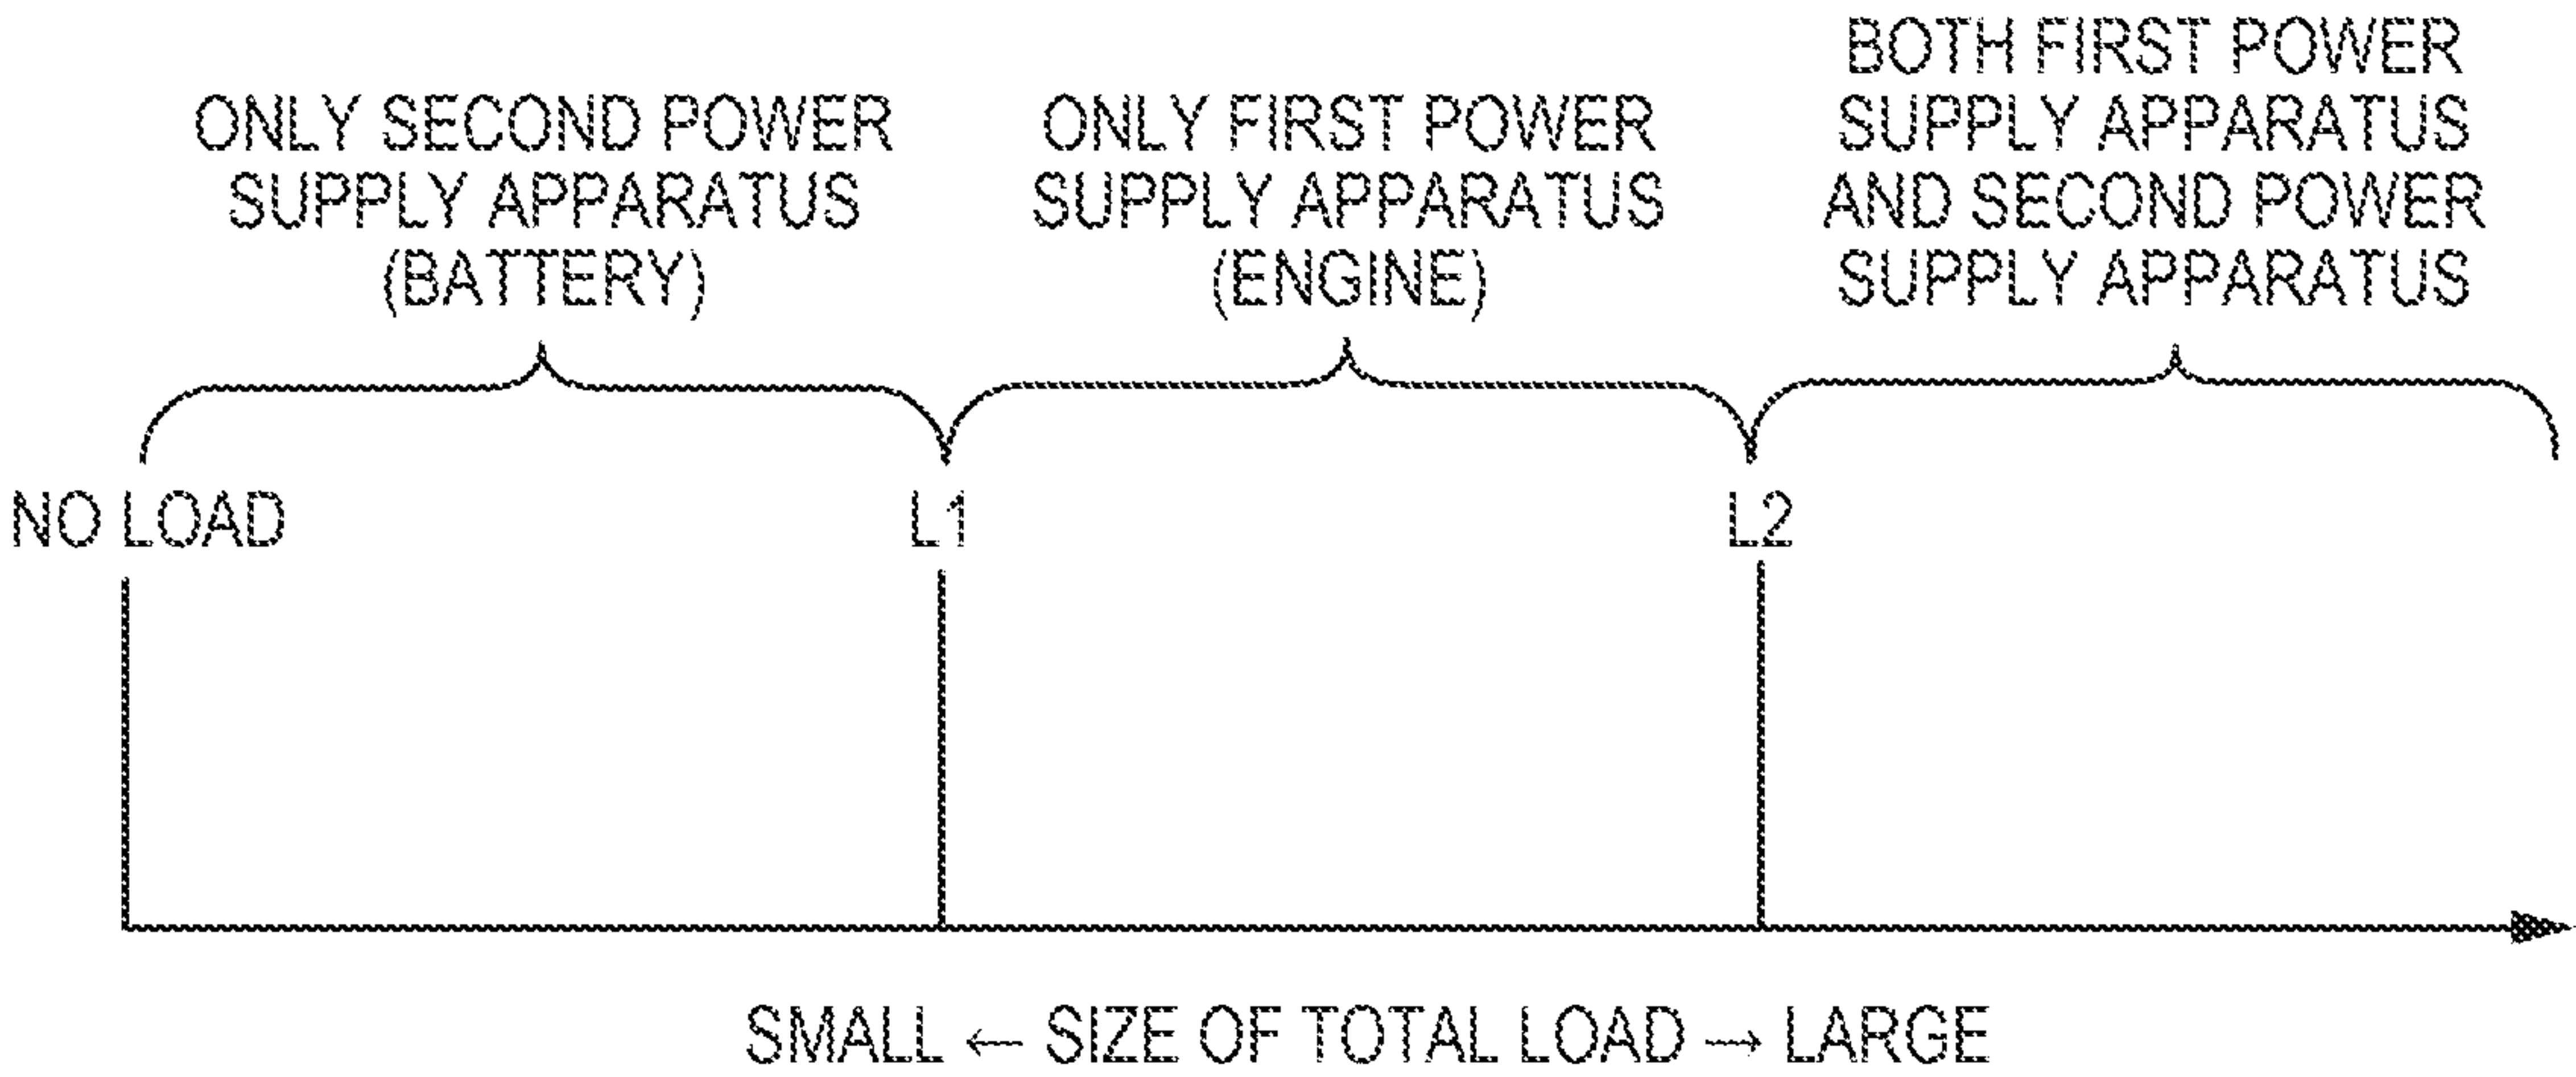 ONLY SECOND POWER
SUPPLY APPARATUS
(BATTERY)
ONLY FIRST POWER
SUPPLY APPARATUS
(ENGINE)
BOTH FIRST POWER
SUPPLY APPARATUS
AND SECOND POWER
SUPPLY APPARATUS
NO LOAD
L1
L2
SMALL ← SIZE OF TOTAL LOAD → LARGE